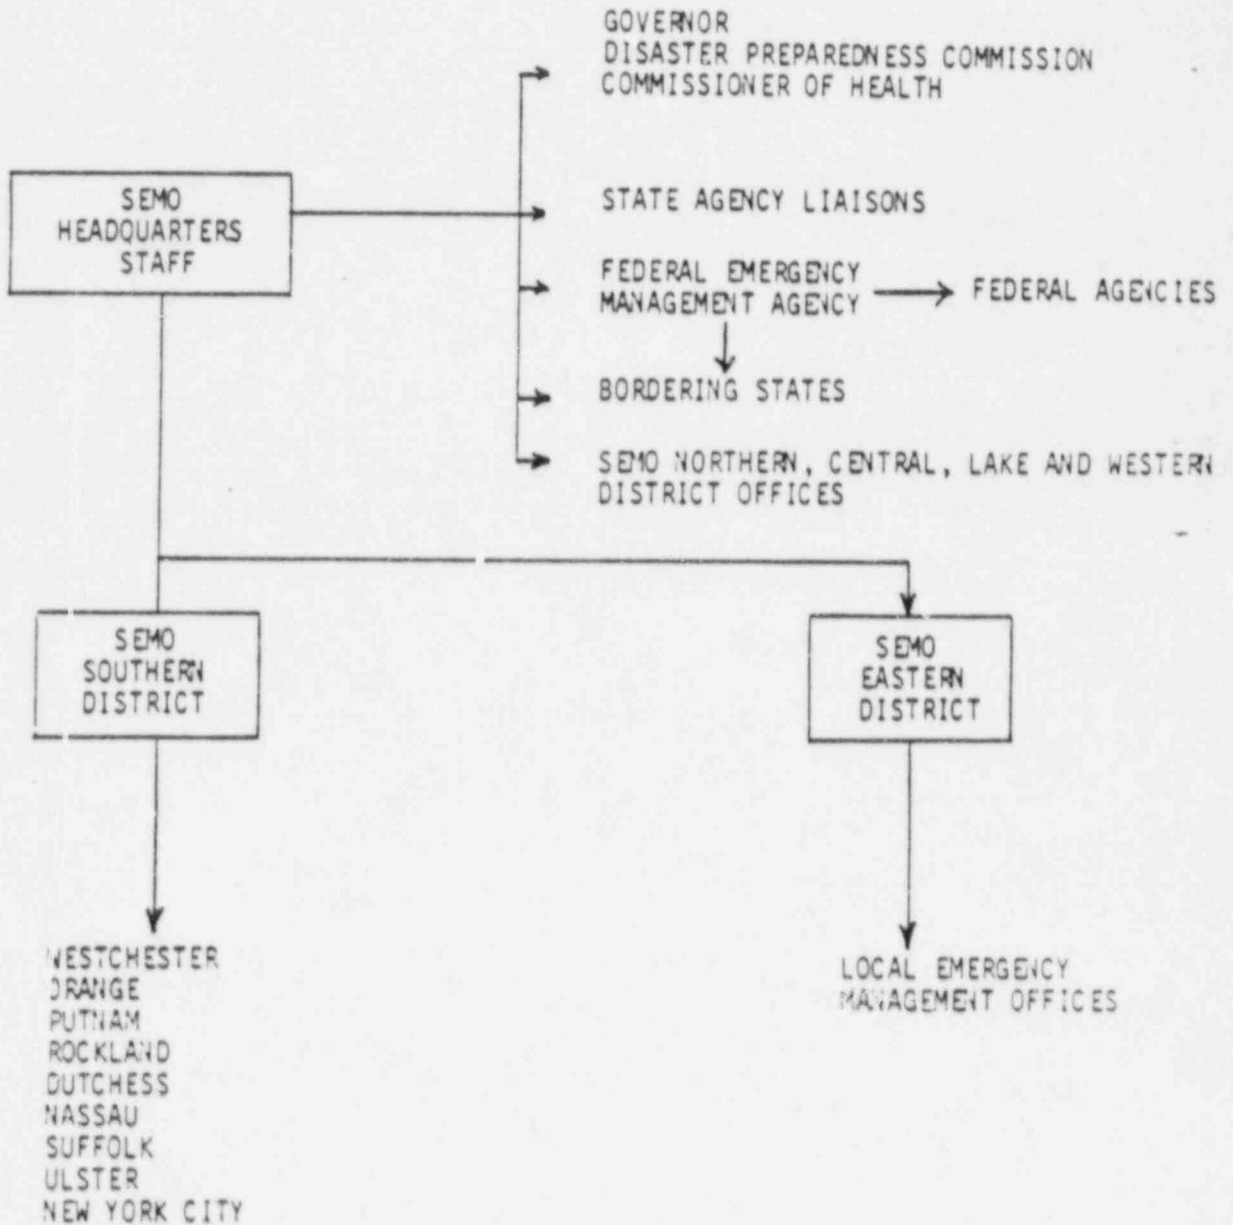 GOVERNOR
DISASTER PREPAREDNESS COMMISSION
COMMISSIONER OF HEALTH
SEMO
HEADQUARTERS
STAFF
STATE AGENCY LIAISONS
FEDERAL EMERGENCY
MANAGEMENT AGENCY
FEDERAL AGENCIES
BORDERING STATES
SEMO NORTHERN, CENTRAL, LAKE AND WESTERN
DISTRICT OFFICES
SEMO
SOUTHERN
DISTRICT
SEMO
EASTERN
DISTRICT
WESTCHESTER
ORANGE
PUTNAM
ROCKLAND
DUTCHESS
NASSAU
SUFFOLK
ULSTER
NEW YORK CITY
LOCAL EMERGENCY
MANAGEMENT OFFICES